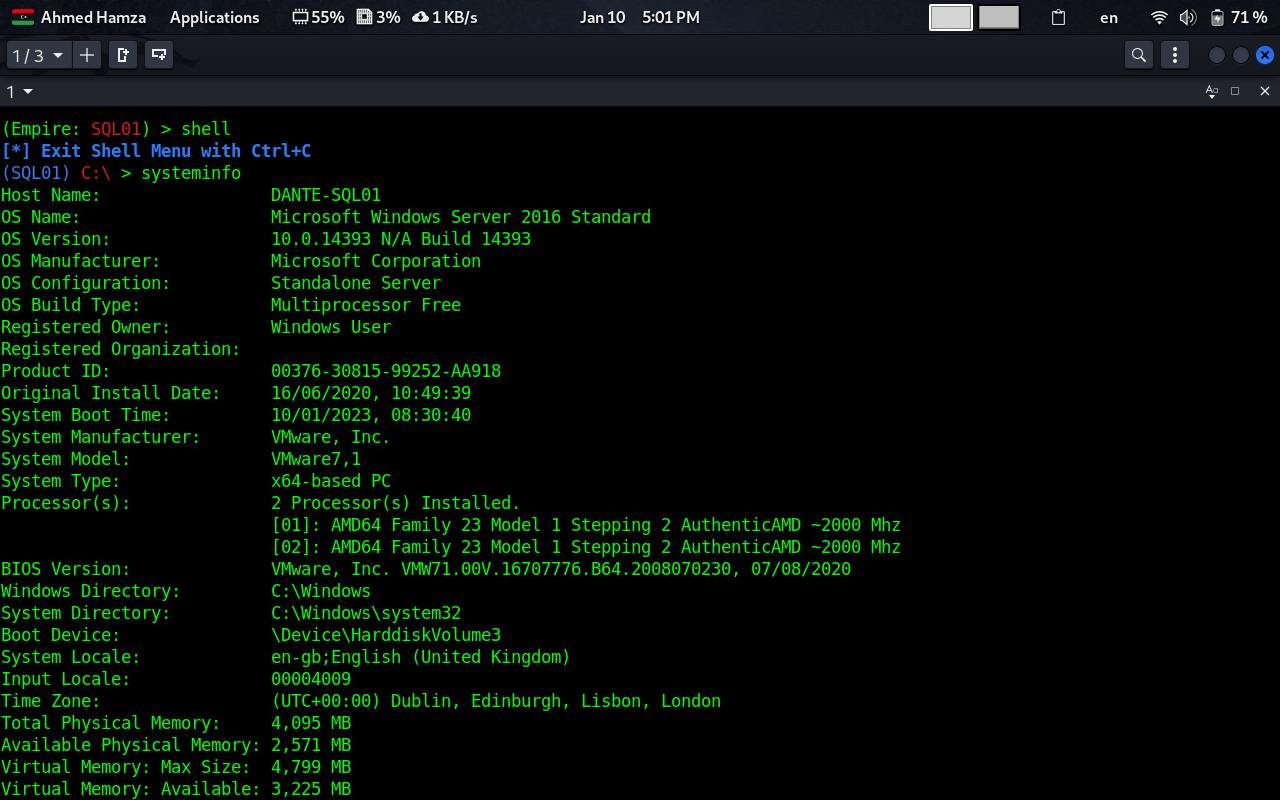 Ahmed Hamza Applications 55% 3% 1 KB/s Jan 10 5:01 PM en 71 %
1 / 3
1
(Empire: SQL01) > shell
[*] Exit Shell Menu with Ctrl+C
(SQL01) C:\ > systeminfo
Host Name: DANTE-SQL01
OS Name: Microsoft Windows Server 2016 Standard
OS Version: 10.0.14393 N/A Build 14393
OS Manufacturer: Microsoft Corporation
OS Configuration: Standalone Server
OS Build Type: Multiprocessor Free
Registered Owner: Windows User
Registered Organization:
Product ID: 00376-30815-99252-AA918
Original Install Date: 16/06/2020, 10:49:39
System Boot Time: 10/01/2023, 08:30:40
System Manufacturer: VMware, Inc.
System Model: VMware7,1
System Type: x64-based PC
Processor(s): 2 Processor(s) Installed.
[01]: AMD64 Family 23 Model 1 Stepping 2 AuthenticAMD ~2000 Mhz
[02]: AMD64 Family 23 Model 1 Stepping 2 AuthenticAMD ~2000 Mhz
BIOS Version: VMware, Inc. VMW71.00V.16707776.B64.2008070230, 07/08/2020
Windows Directory: C:\Windows
System Directory: C:\Windows\system32
Boot Device: \Device\HarddiskVolume3
System Locale: en-gb;English (United Kingdom)
Input Locale: 00004009
Time Zone: (UTC+00:00) Dublin, Edinburgh, Lisbon, London
Total Physical Memory: 4,095 MB
Available Physical Memory: 2,571 MB
Virtual Memory: Max Size: 4,799 MB
Virtual Memory: Available: 3,225 MB